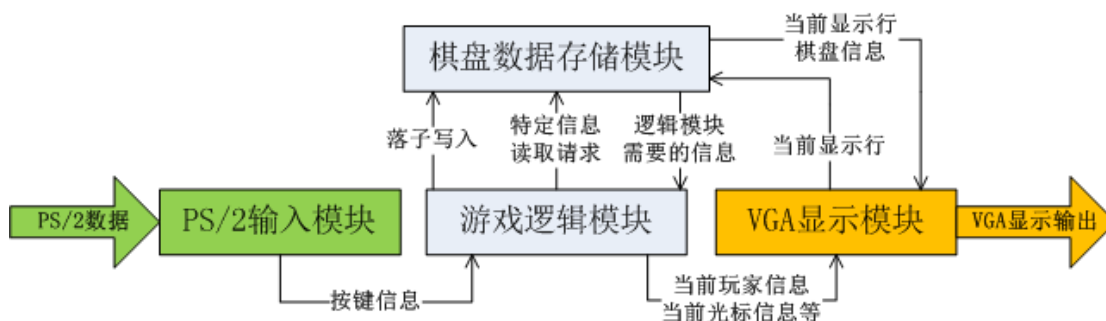 当前显示行
棋盘信息
棋盘数据存储模块
落子写入
特定信息
读取请求
逻辑模块
需要的信息
当前显示行
PS/2数据
PS/2输入模块
游戏逻辑模块
VGA显示模块
VGA显示输出
按键信息
当前玩家信息
当前光标信息等